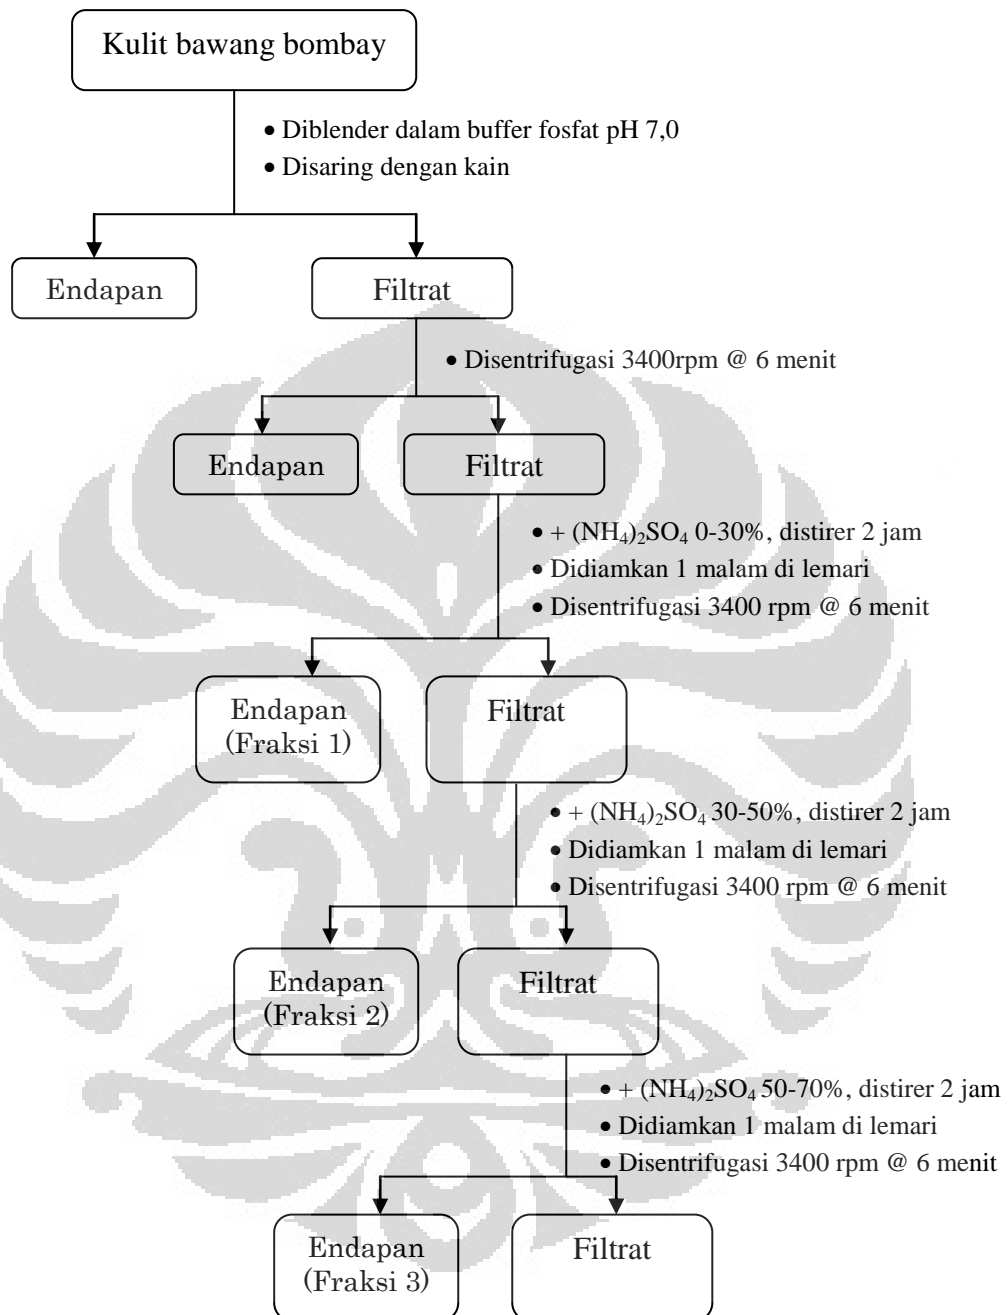 Kulit bawang bombay
• Diblender dalam buffer fosfat pH 7,0
• Disaring dengan kain
Endapan
Filtrat
• Disentrifugasi 3400rpm @ 6 menit
Endapan
Filtrat
• + (NH₄)₂SO₄ 0-30%, distirer 2 jam
• Didiamkan 1 malam di lemari
• Disentrifugasi 3400 rpm @ 6 menit
Endapan
(Fraksi 1)
Filtrat
• + (NH₄)₂SO₄ 30-50%, distirer 2 jam
• Didiamkan 1 malam di lemari
• Disentrifugasi 3400 rpm @ 6 menit
Endapan
(Fraksi 2)
Filtrat
• + (NH₄)₂SO₄ 50-70%, distirer 2 jam
• Didiamkan 1 malam di lemari
• Disentrifugasi 3400 rpm @ 6 menit
Endapan
(Fraksi 3)
Filtrat